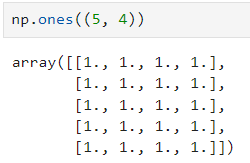 np.ones((5, 4))
array([[1., 1., 1., 1.],
       [1., 1., 1., 1.],
       [1., 1., 1., 1.],
       [1., 1., 1., 1.],
       [1., 1., 1., 1.]])